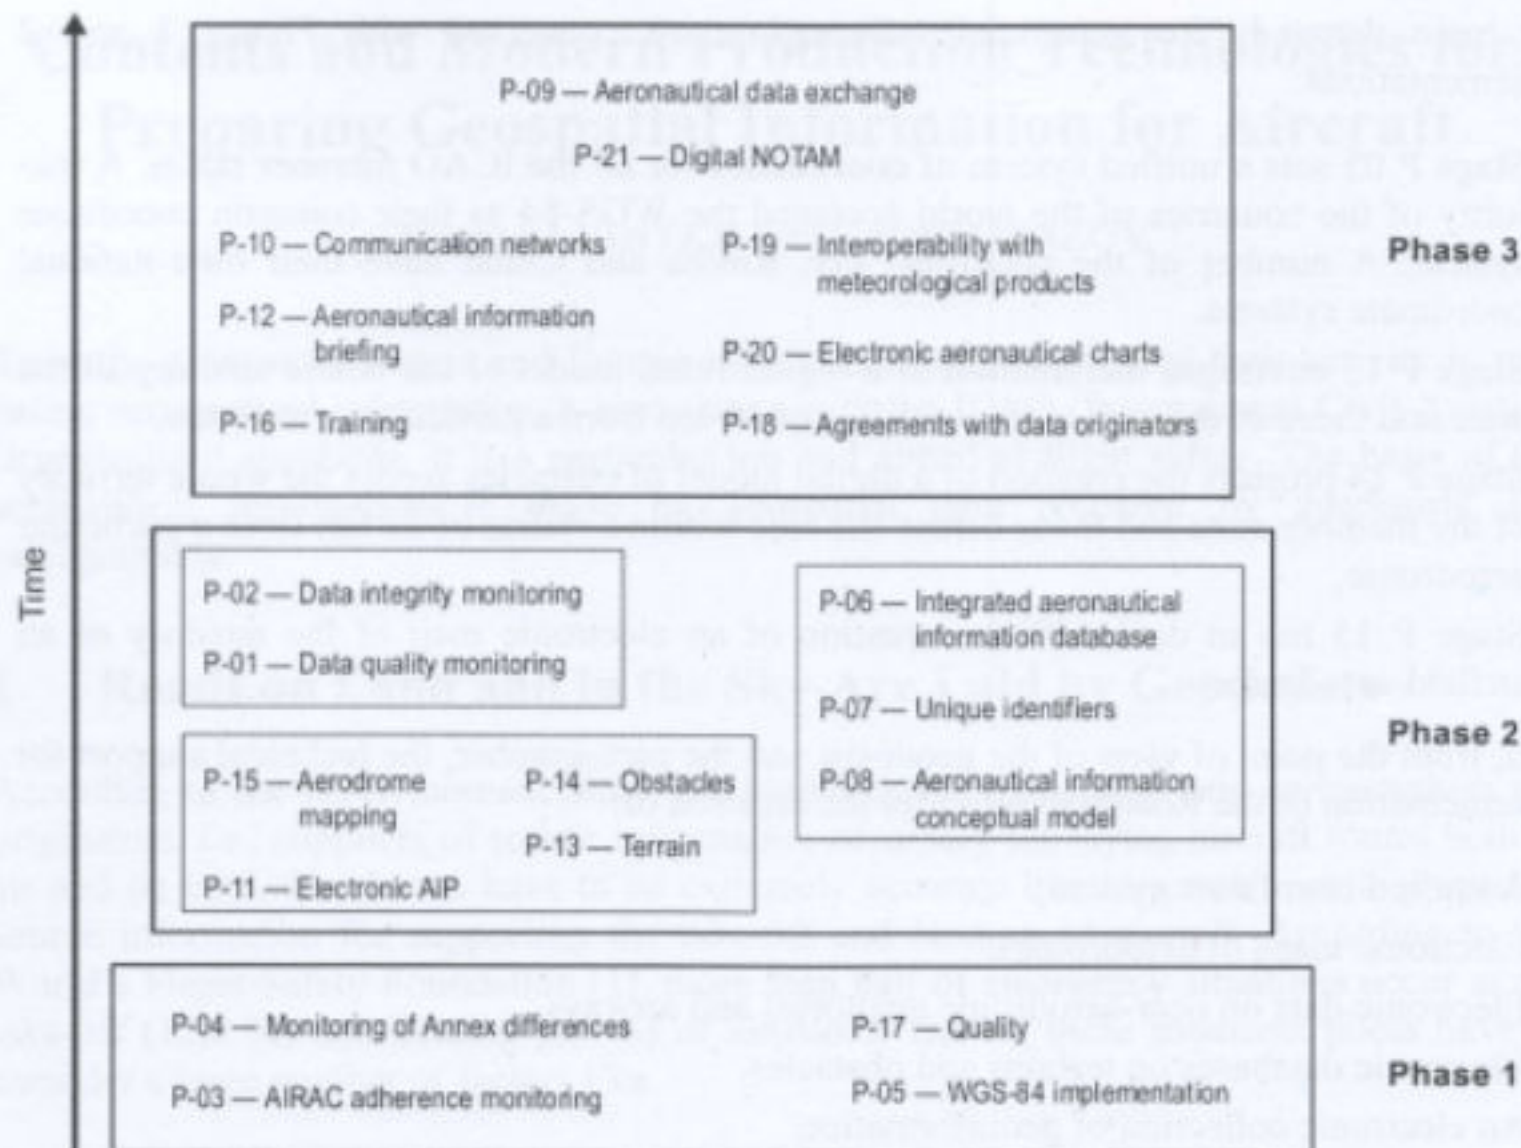 P-09 — Aeronautical data exchange
P-21 — Digital NOTAM
P-10 — Communication networks
P-12 — Aeronautical information
briefing
P-16 — Training
P-19 — Interoperability with
meteorological products
P-20 — Electronic aeronautical charts
P-18 — Agreements with data originators
Phase 3
Time
P-02 — Data integrity monitoring
P-01 — Data quality monitoring
P-15 — Aerodrome
mapping
P-14 — Obstacles
P-13 — Terrain
P-11 — Electronic AIP
P-06 — Integrated aeronautical
information database
P-07 — Unique identifiers
P-08 — Aeronautical information
conceptual model
Phase 2
P-04 — Monitoring of Annex differences
P-03 — AIRAC adherence monitoring
P-17 — Quality
P-05 — WGS-84 implementation
Phase 1